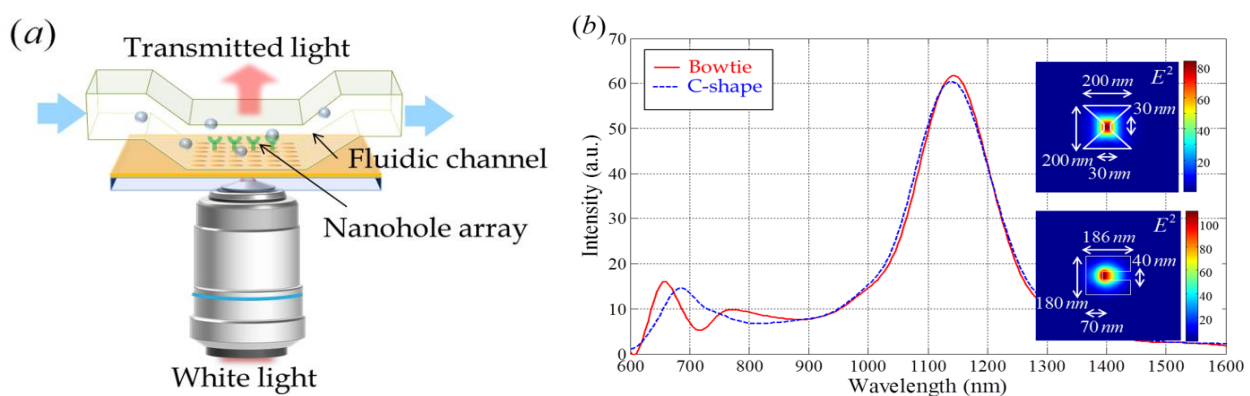 (a)
Transmitted light
Fluidic channel
Nanohole array
White light
(b)
70
60
50
40
30
20
10
0
Intensity (a.u.)
600 700 800 900 1000 1100 1200 1300 1400 1500 1600
Wavelength (nm)
Bowtie
C-shape
E²
200 nm
30 nm
200 nm
30 nm
80
60
40
20
E²
186 nm
40 nm
180 nm
70 nm
100
80
60
40
20